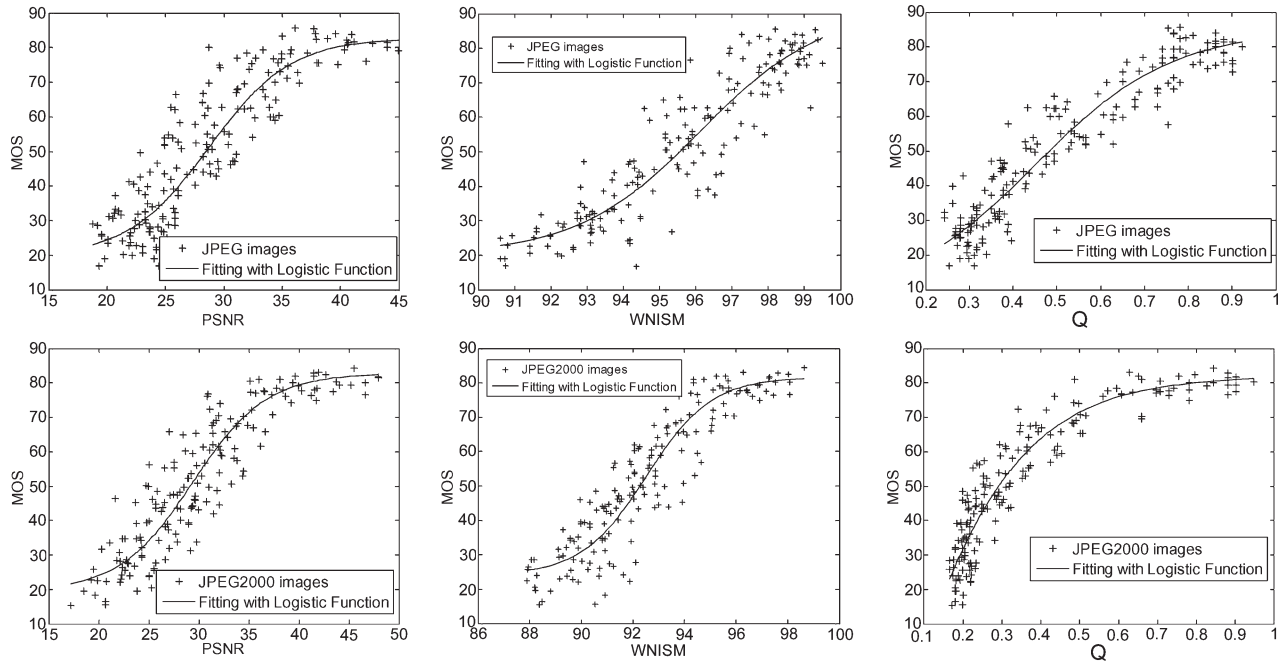 90
80
70
60
50
40
30
20
10
MOS
JPEG images
Fitting with Logistic Function
15 20 25 30 35 40 45
PSNR
90
80
70
60
50
40
30
20
10
MOS
JPEG images
Fitting with Logistic Function
90 91 92 93 94 95 96 97 98 99 100
WNISM
90
80
70
60
50
40
30
20
10
MOS
JPEG images
Fitting with Logistic Function
0.2 0.3 0.4 0.5 0.6 0.7 0.8 0.9 1
Q
90
80
70
60
50
40
30
20
10
MOS
JPEG2000 images
Fitting with Logistic Function
15 20 25 30 35 40 45 50
PSNR
90
80
70
60
50
40
30
20
10
MOS
JPEG2000 images
Fitting with Logistic Function
86 88 90 92 94 96 98 100
WNISM
90
80
70
60
50
40
30
20
10
MOS
JPEG2000 images
Fitting with Logistic Function
0.1 0.2 0.3 0.4 0.5 0.6 0.7 0.8 0.9 1
Q